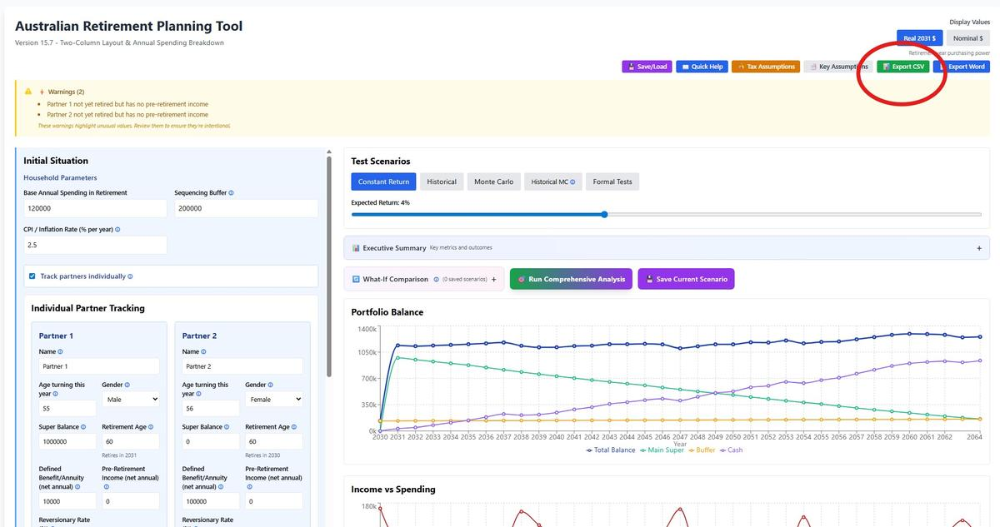 Australian Retirement Planning Tool
Version 15.7 - Two-Column Layout & Annual Spending Breakdown
Display Values
Real 2031 $
Nominal $
Retirement-year purchasing power
Save/Load
Quick Help
Tax Assumptions
Key Assumptions
Export CSV
Export Word
Warnings (2)
Partner 1 not yet retired but has no pre-retirement income
Partner 2 not yet retired but has no pre-retirement income
These warnings highlight unusual values. Review them to ensure they're intentional.
Initial Situation
Household Parameters
Base Annual Spending in Retirement
Sequencing Buffer
120000
200000
CPI / Inflation Rate (% per year)
2.5
Track partners individually
Individual Partner Tracking
Partner 1
Name
Partner 1
Age turning this year
Gender
55
Male
Super Balance
Retirement Age
1000000
60
Retires in 2031
Defined Benefit/Annuity (net annual)
Pre-Retirement Income (net annual)
10000
0
Reversionary Rate
Partner 2
Name
Partner 2
Age turning this year
Gender
56
Female
Super Balance
Retirement Age
0
60
Retires in 2030
Defined Benefit/Annuity (net annual)
Pre-Retirement Income (net annual)
100000
0
Reversionary Rate
Test Scenarios
Constant Return
Historical
Monte Carlo
Historical MC
Formal Tests
Expected Return: 4%
Executive Summary Key metrics and outcomes +
What-If Comparison (0 saved scenarios) +
Run Comprehensive Analysis
Save Current Scenario
Portfolio Balance
1400k
1050k
700k
350k
0k
2030 2031 2032 2033 2034 2035 2036 2037 2038 2039 2040 2041 2042 2043 2044 2045 2046 2047 2048 2049 2050 2051 2052 2053 2054 2055 2056 2057 2058 2059 2060 2061 2062 2064
Year
Total Balance Main Super Buffer Cash
Income vs Spending
180k